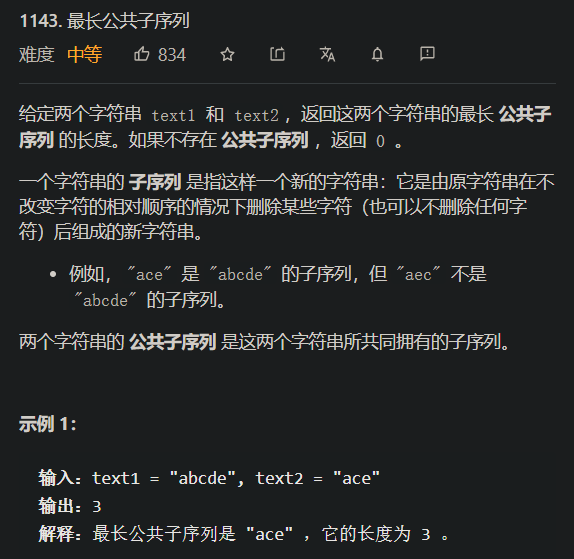 1143. 最长公共子序列
难度 中等 834
给定两个字符串 text1 和 text2，返回这两个字符串的最长 公共子
序列 的长度。如果不存在 公共子序列 ，返回 0 。
一个字符串的 子序列 是指这样一个新的字符串：它是由原字符串在不
改变字符的相对顺序的情况下删除某些字符（也可以不删除任何字
符）后组成的新字符串。
• 例如，"ace" 是 "abcde" 的子序列，但 "aec" 不是
"abcde" 的子序列。
两个字符串的 公共子序列 是这两个字符串所共同拥有的子序列。
示例 1：
输入：text1 = "abcde", text2 = "ace"
输出：3
解释：最长公共子序列是 "ace" ，它的长度为 3 。